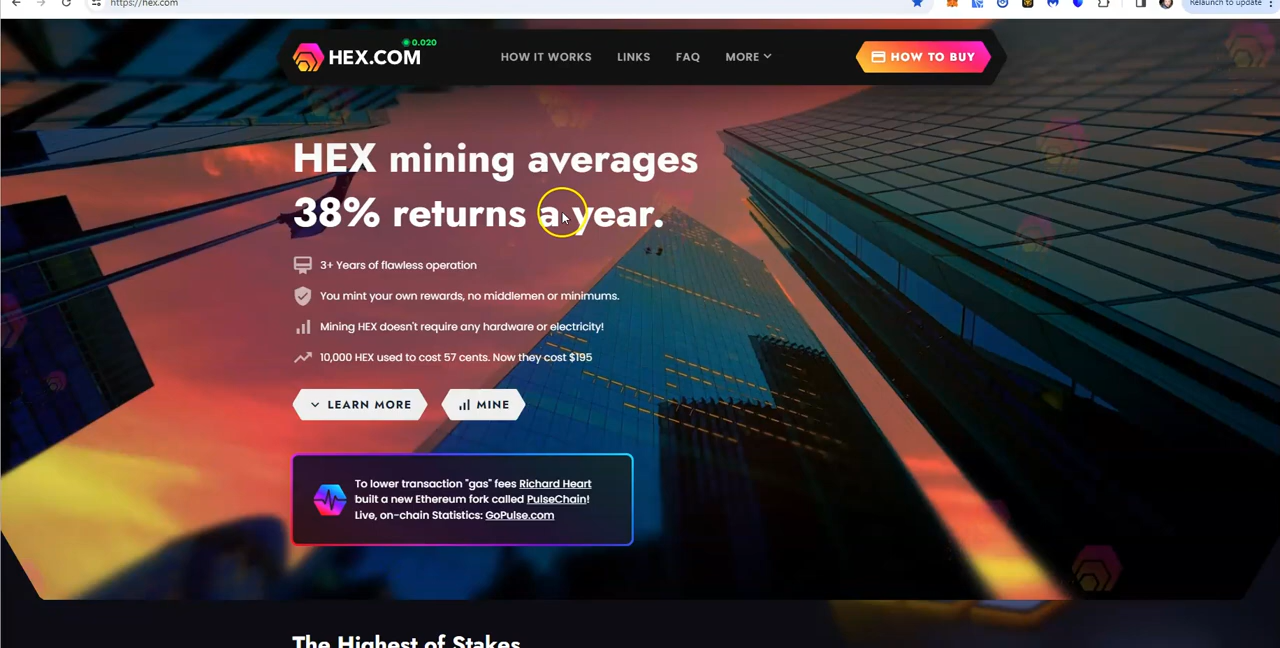 https://hex.com
Relaunch to update
0.020
HEX.COM
HOW IT WORKS
LINKS
FAQ
MORE
HOW TO BUY
HEX mining averages
38% returns a year.
3+ Years of flawless operation
You mint your own rewards, no middlemen or minimums.
Mining HEX doesn't require any hardware or electricity!
10,000 HEX used to cost 57 cents. Now they cost $195
LEARN MORE
MINE
To lower transaction "gas" fees Richard Heart
built a new Ethereum fork called PulseChain!
Live, on-chain Statistics: GoPulse.com
The Highest of Stakes